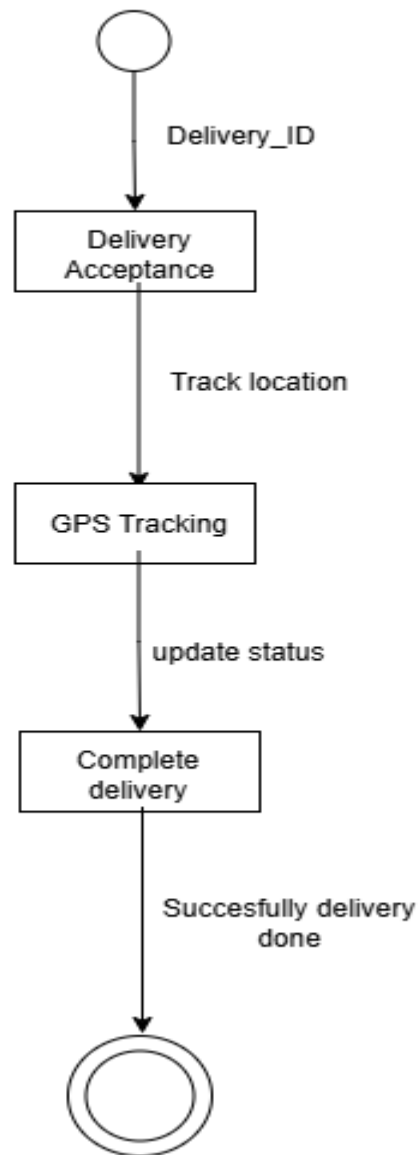 Delivery_ID
Delivery
Acceptance
Track location
GPS Tracking
update status
Complete
delivery
Succesfully delivery
done